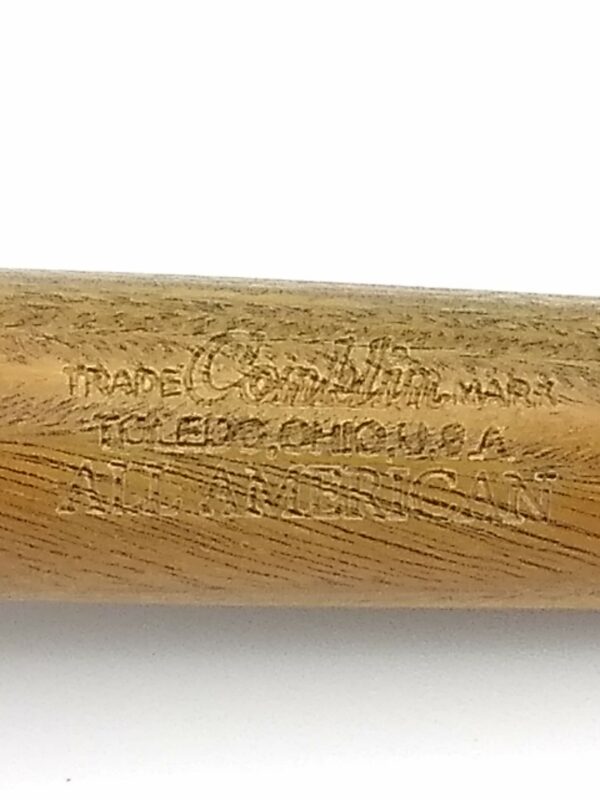 TRADE Conklin MARK
TOLEDO, OHIO, U.S.A.
ALL AMERICAN